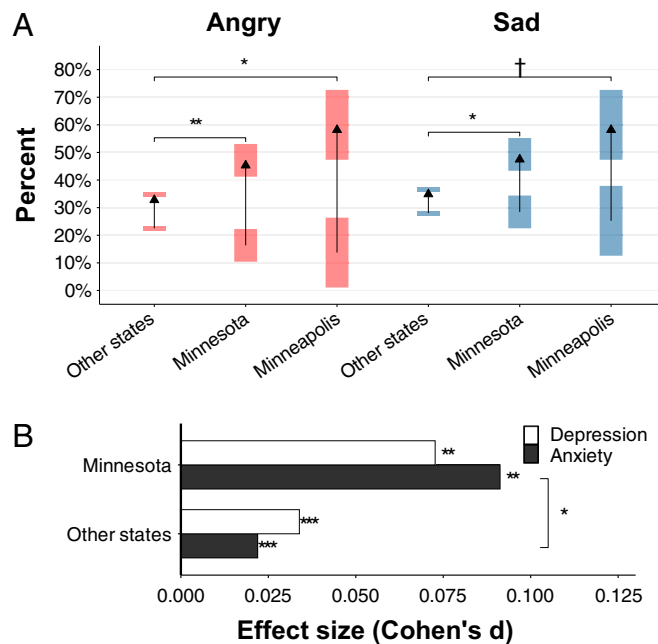 A
Angry
Sad
Percent
80%
70%
60%
50%
40%
30%
20%
10%
0%
*
**
†
*
Other states
Minnesota
Minneapolis
Other states
Minnesota
Minneapolis
B
Depression
Anxiety
Minnesota
**
**
Other states
***
***
*
0.000
0.025
0.050
0.075
0.100
0.125
Effect size (Cohen's d)